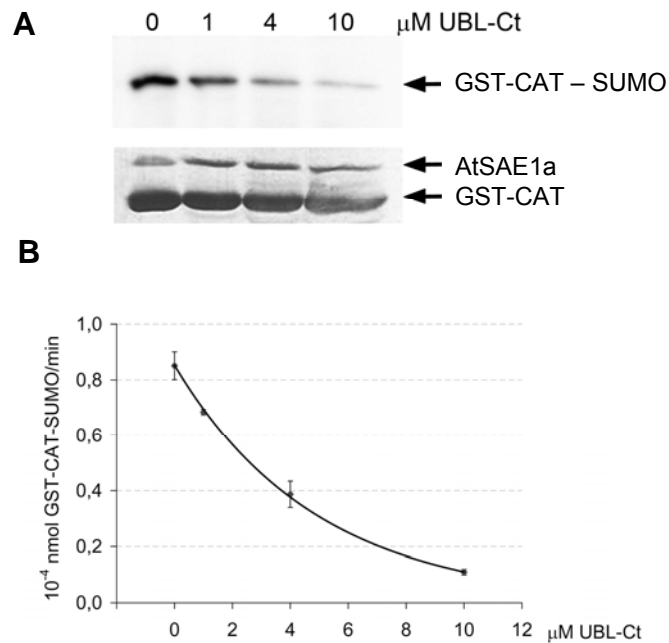 A
0 1 4 10 μM UBL-Ct
GST-CAT – SUMO
AtSAE1a
GST-CAT
B
10⁻⁴ nmol GST-CAT-SUMO/min
1,0
0,8
0,6
0,4
0,2
0,0
0 2 4 6 8 10 12 μM UBL-Ct